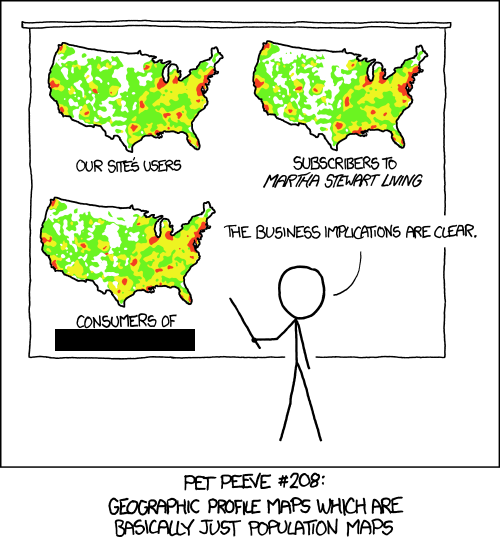 OUR SITE'S USERS
SUBSCRIBERS TO
MARTHA STEWART LIVING
CONSUMERS OF
THE BUSINESS IMPLICATIONS ARE CLEAR.
PET PEEVE #208:
GEOGRAPHIC PROFILE MAPS WHICH ARE
BASICALLY JUST POPULATION MAPS